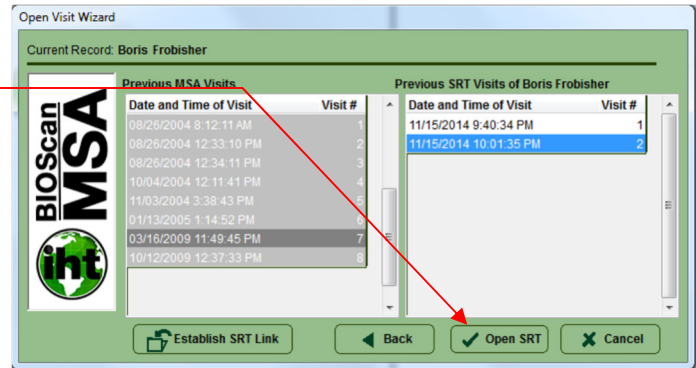 Open Visit Wizard
Current Record: Boris Frobisher
BIOScan
MSA
iht
Previous MSA Visits
Date and Time of Visit Visit #
08/26/2004 8:12:11 AM 1
08/26/2004 12:33:10 PM 2
08/26/2004 12:34:11 PM 3
10/04/2004 12:11:41 PM 4
11/03/2004 3:38:43 PM 5
01/13/2005 1:14:52 PM 6
03/16/2009 11:49:45 PM 7
10/12/2009 12:37:33 PM 8
Previous SRT Visits of Boris Frobisher
Date and Time of Visit Visit #
11/15/2014 9:40:34 PM 1
11/15/2014 10:01:35 PM 2
Establish SRT Link Back Open SRT Cancel